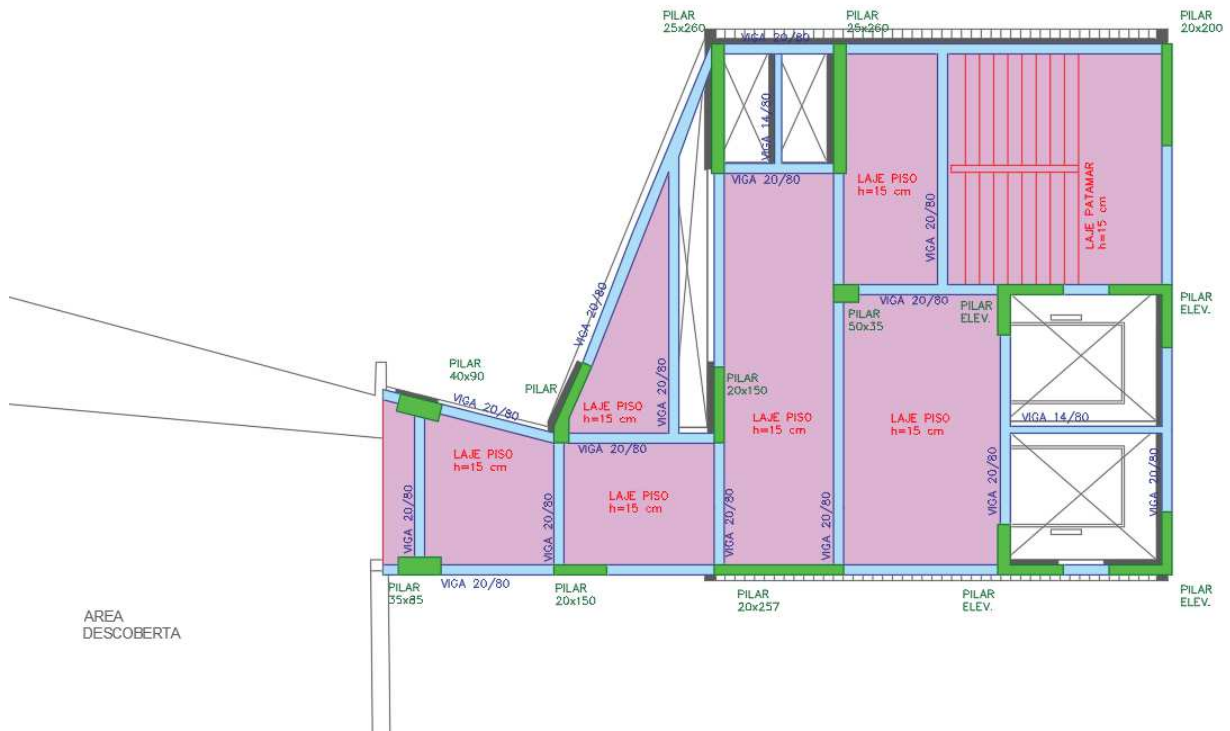 PILAR
25x260
PILAR
25x260
PILAR
20x200
VIGA 20/80
VIGA 14/80
VIGA 20/80
LAJE PISO
h=15 cm
VIGA 20/80
LAJE PATAMAR
h=15 cm
VIGA 20/80
VIGA 20/80
PILAR
50x35
PILAR
ELEV.
PILAR
ELEV.
PILAR
40x90
PILAR
VIGA 20/80
LAJE PISO
h=15 cm
VIGA 20/80
PILAR
20x150
VIGA 20/80
LAJE PISO
h=15 cm
LAJE PISO
h=15 cm
VIGA 14/80
LAJE PISO
h=15 cm
LAJE PISO
h=15 cm
VIGA 20/80
VIGA 20/80
VIGA 20/80
VIGA 20/80
VIGA 20/80
VIGA 20/80
VIGA 20/80
PILAR
35x85
PILAR
20x150
PILAR
20x257
PILAR
ELEV.
PILAR
ELEV.
AREA
DESCOBERTA